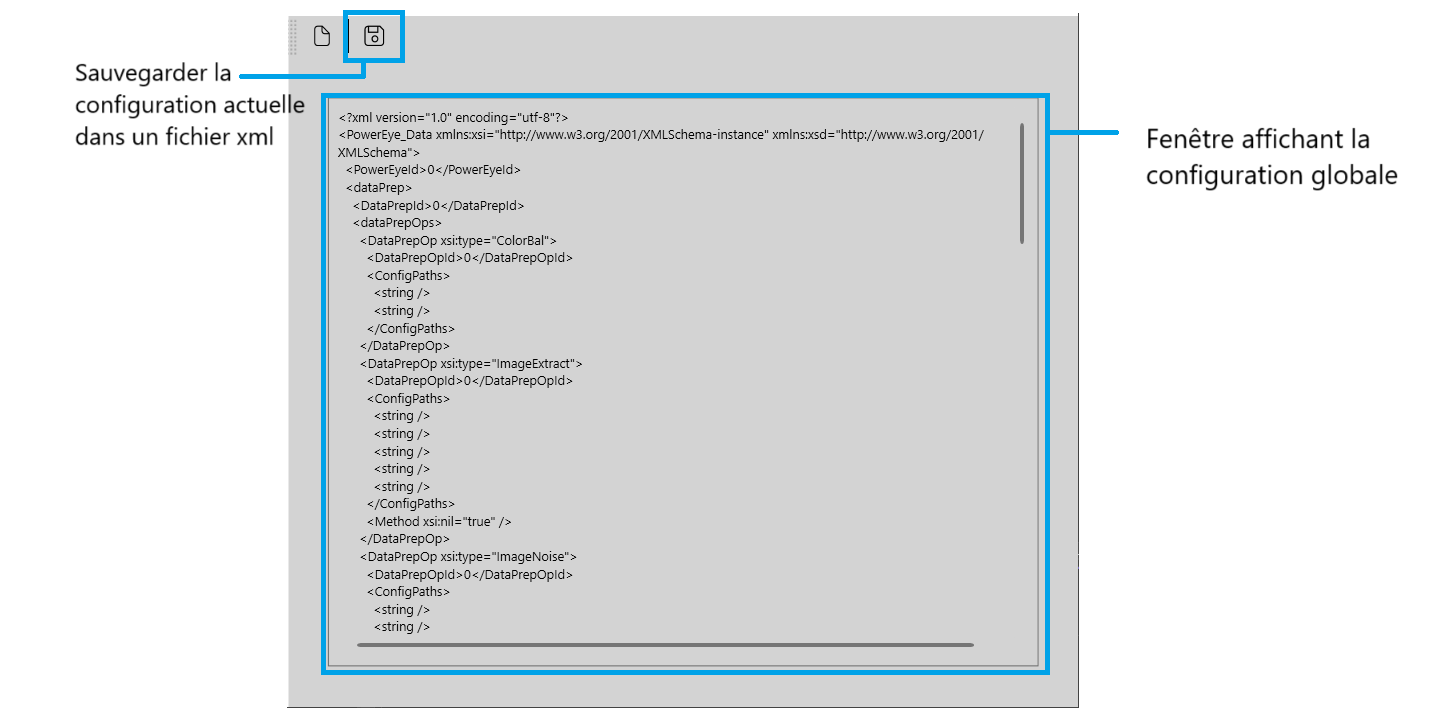 Sauvegarder la
configuration actuelle
dans un fichier xml
<?xml version="1.0" encoding="utf-8"?>
<PowerEye_Data xmlns:xsi="http://www.w3.org/2001/XMLSchema-instance" xmlns:xsd="http://www.w3.org/2001/
XMLSchema">
<PowerEyeId>0</PowerEyeId>
<dataPrep>
<DataPrepId>0</DataPrepId>
<dataPrepOps>
<DataPrepOp xsi:type="ColorBal">
<DataPrepOpId>0</DataPrepOpId>
<ConfigPaths>
<string />
<string />
</ConfigPaths>
</DataPrepOp>
<DataPrepOp xsi:type="ImageExtract">
<DataPrepOpId>0</DataPrepOpId>
<ConfigPaths>
<string />
<string />
<string />
<string />
<string />
</ConfigPaths>
<Method xsi:nil="true" />
</DataPrepOp>
<DataPrepOp xsi:type="ImageNoise">
<DataPrepOpId>0</DataPrepOpId>
<ConfigPaths>
<string />
<string />
Fenêtre affichant la
configuration globale